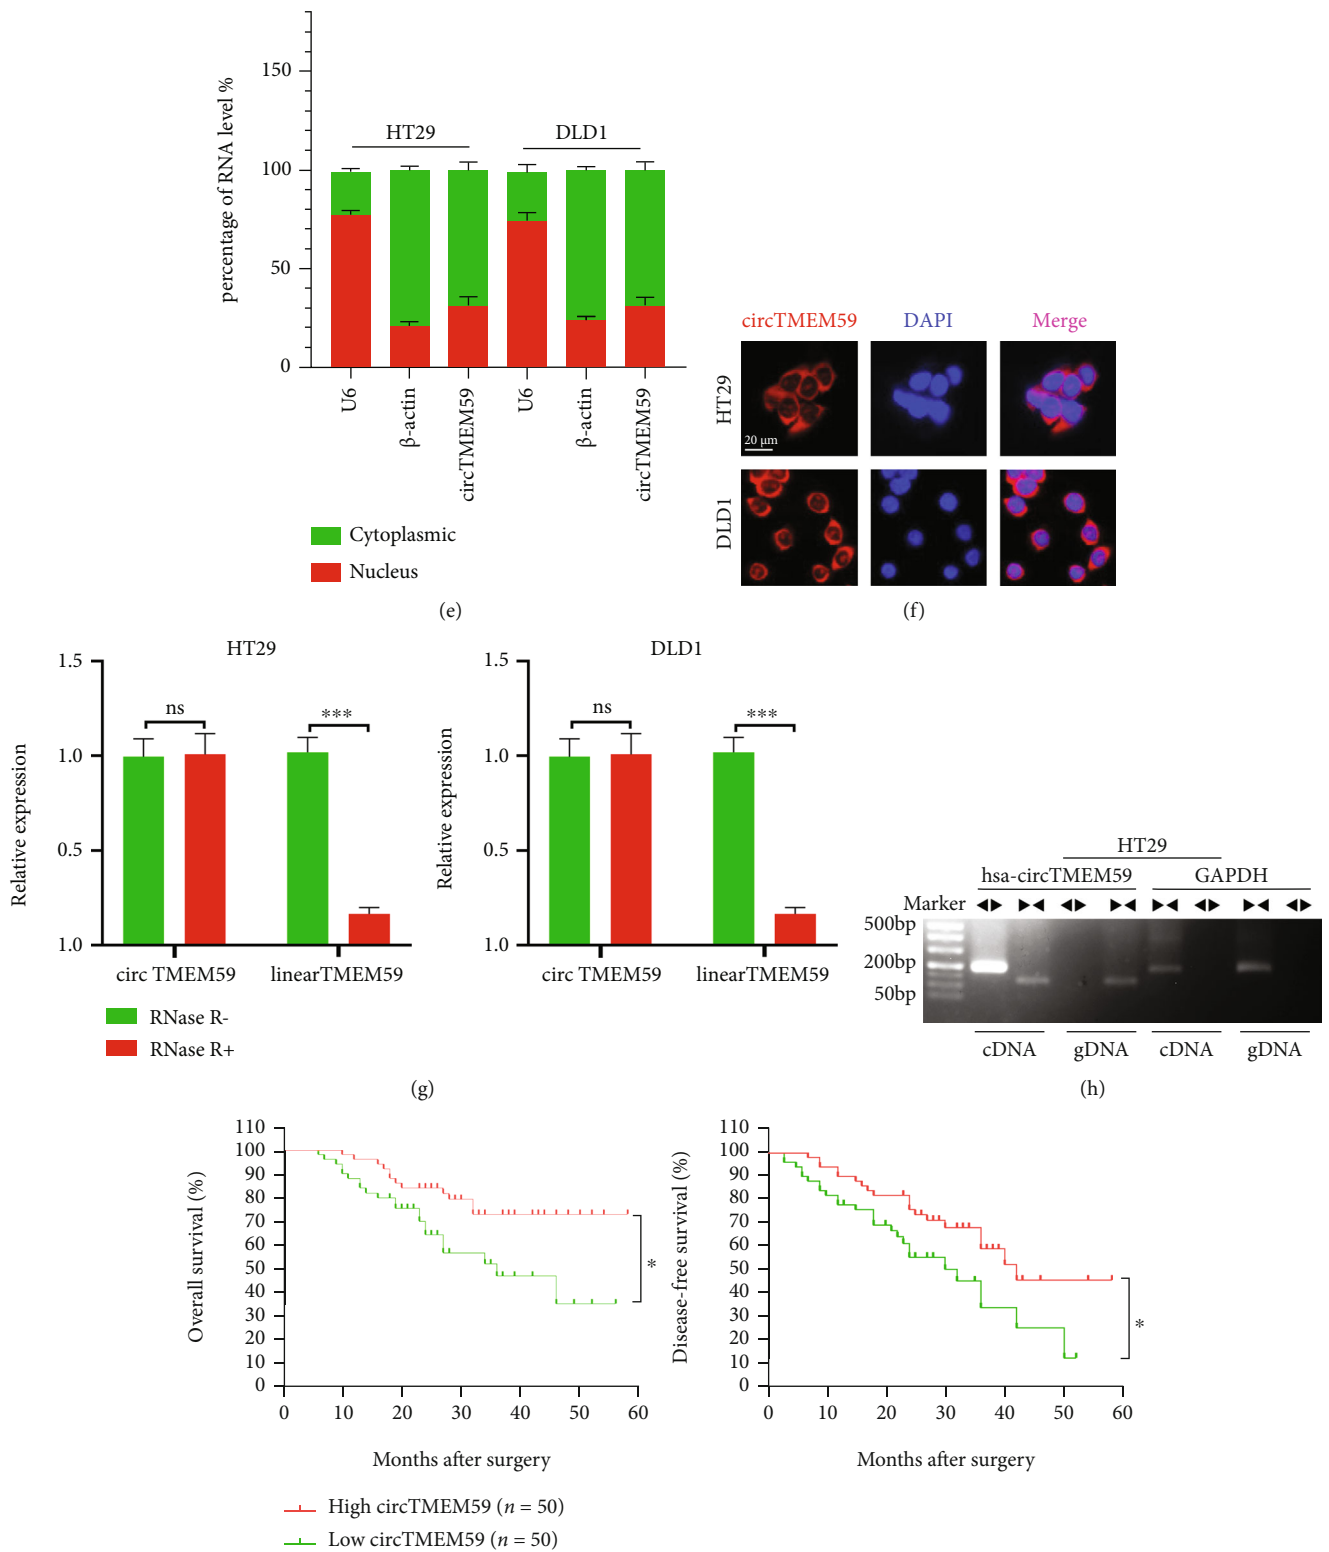 percentage of RNA level %
150
100
50
0
HT29
DLD1
U6
β-actin
circTMEM59
U6
β-actin
circTMEM59
Cytoplasmic
Nucleus
(e)
circTMEM59 DAPI Merge
HT29
20 μm
DLD1
(f)
HT29
Relative expression
1.5
1.0
0.5
1.0
ns
***
circ TMEM59 linearTMEM59
DLD1
Relative expression
1.5
1.0
0.5
1.0
ns
***
circ TMEM59 linearTMEM59
RNase R-
RNase R+
(g)
HT29
hsa-circTMEM59 GAPDH
Marker
500bp
200bp
50bp
cDNA gDNA cDNA gDNA
(h)
Overall survival (%)
110
100
90
80
70
60
50
40
30
20
10
0
*
0 10 20 30 40 50 60
Months after surgery
Disease-free survival (%)
110
100
90
80
70
60
50
40
30
20
10
0
*
0 10 20 30 40 50 60
Months after surgery
High circTMEM59 (n = 50)
Low circTMEM59 (n = 50)